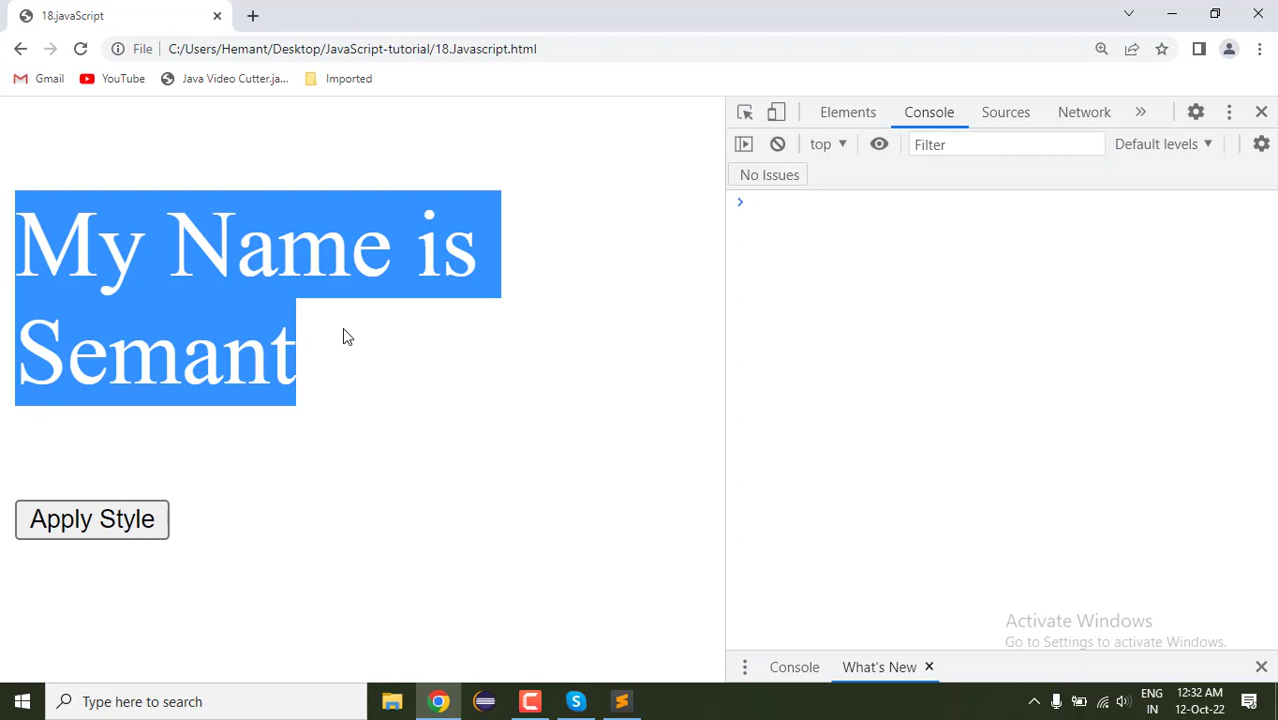 18.javaScript
File
C:/Users/Hemant/Desktop/JavaScript-tutorial/18.Javascript.html
Gmail
YouTube
Java Video Cutter.ja...
Imported
Elements
Console
Sources
Network
top
Filter
Default levels
No Issues
My Name is
Semant
Apply Style
Activate Windows
Go to Settings to activate Windows.
Console
What's New
Type here to search
ENG
IN
12:32 AM
12-Oct-22